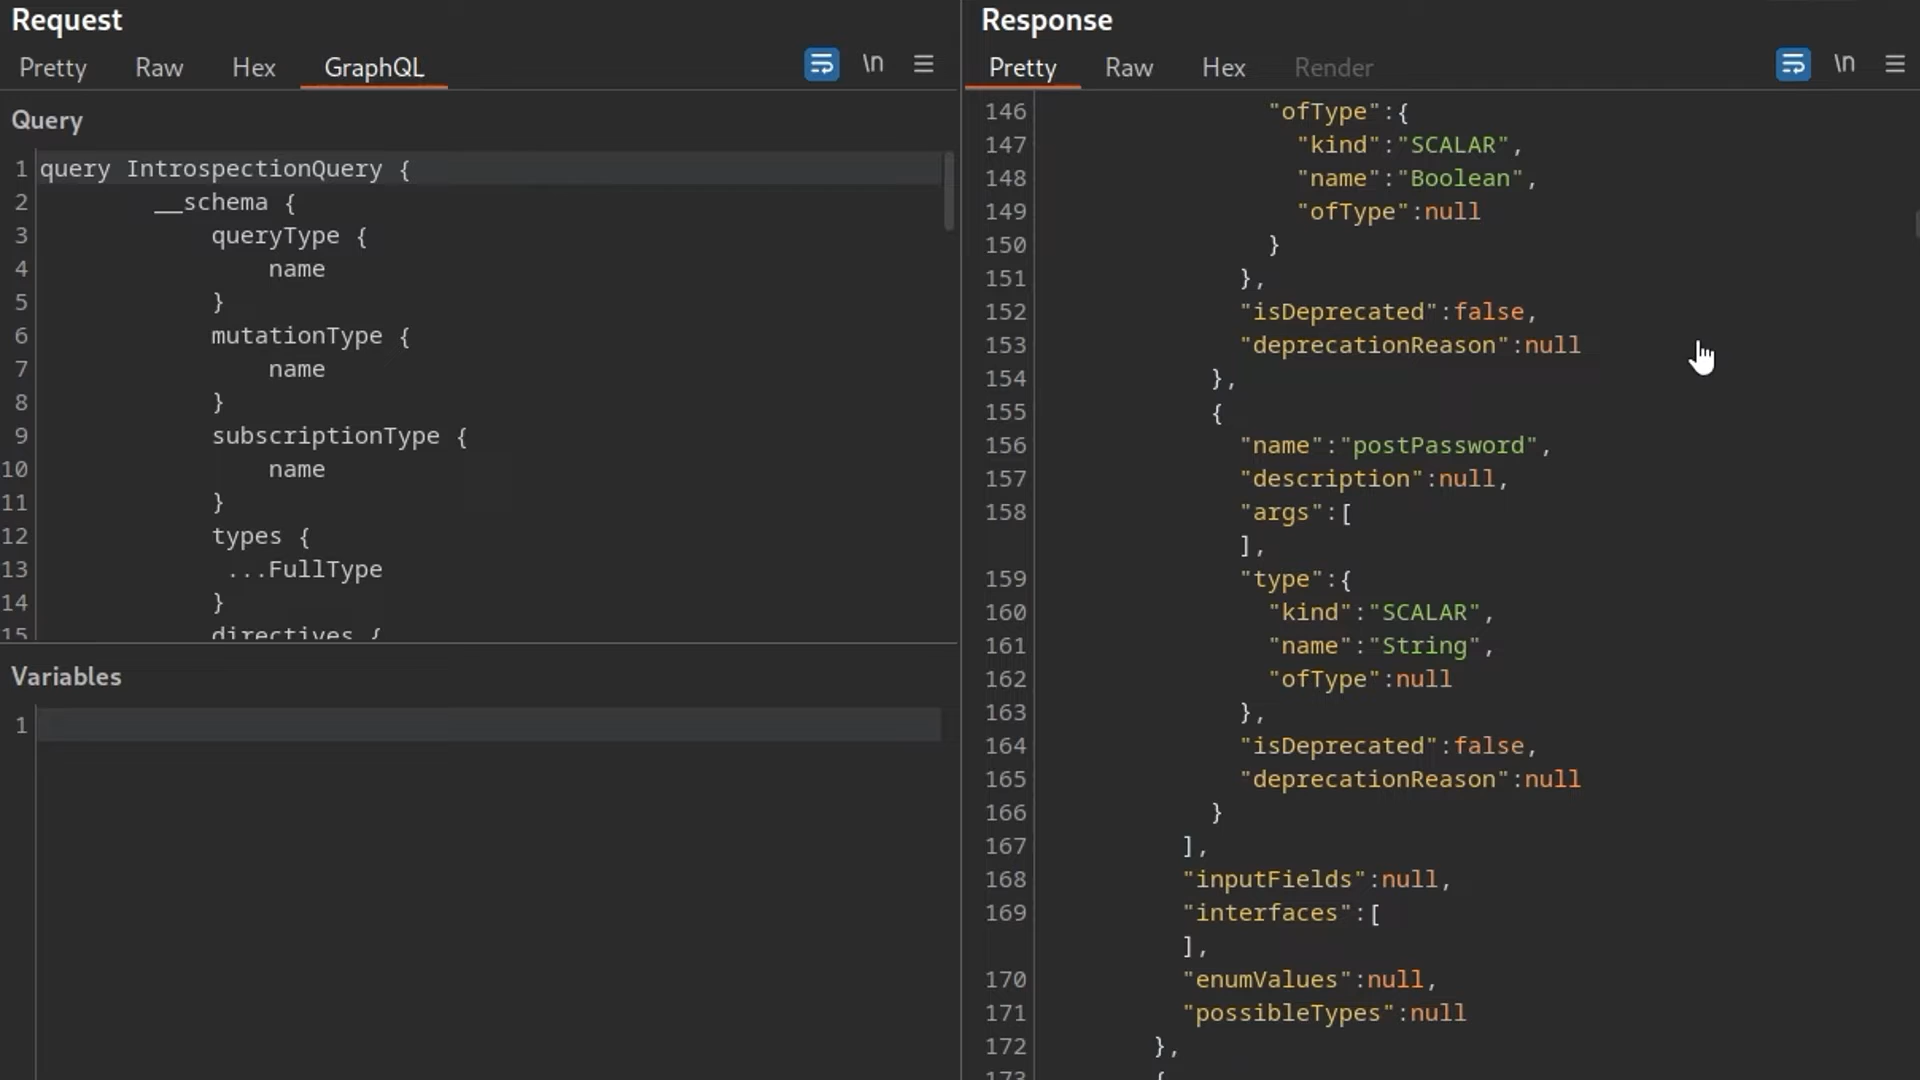 Request
Pretty Raw Hex GraphQL \n
Query
1 query IntrospectionQuery {
2 __schema {
3 queryType {
4 name
5 }
6 mutationType {
7 name
8 }
9 subscriptionType {
10 name
11 }
12 types {
13 ...FullType
14 }
15 directives {
Variables
1
Response
Pretty Raw Hex Render \n
146 "ofType":{
147 "kind":"SCALAR",
148 "name":"Boolean",
149 "ofType":null
150 }
151 },
152 "isDeprecated":false,
153 "deprecationReason":null
154 },
155 {
156 "name":"postPassword",
157 "description":null,
158 "args":[
],
159 "type":{
160 "kind":"SCALAR",
161 "name":"String",
162 "ofType":null
163 },
164 "isDeprecated":false,
165 "deprecationReason":null
166 }
167 ],
168 "inputFields":null,
169 "interfaces":[
],
170 "enumValues":null,
171 "possibleTypes":null
172 },
173 {